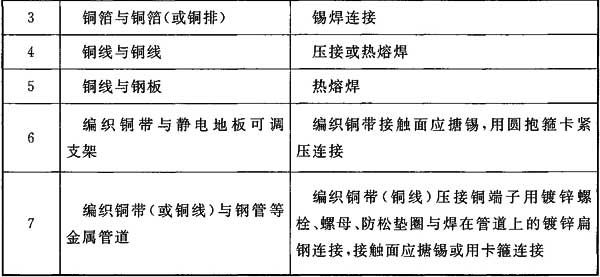 3 铜箔与铜箔(或铜排) 锡焊连接
4 铜线与铜线 压接或热熔焊
5 铜线与钢板 热熔焊
6 编织铜带与静电地板可调支架 编织铜带接触面应搪锡,用圆抱箍卡紧压连接
7 编织铜带(或铜线)与钢管等金属管道 编织铜带(铜线)压接铜端子用镀锌螺栓、螺母、防松垫圈与焊在管道上的镀锌扁钢连接,接触面应搪锡或用卡箍连接